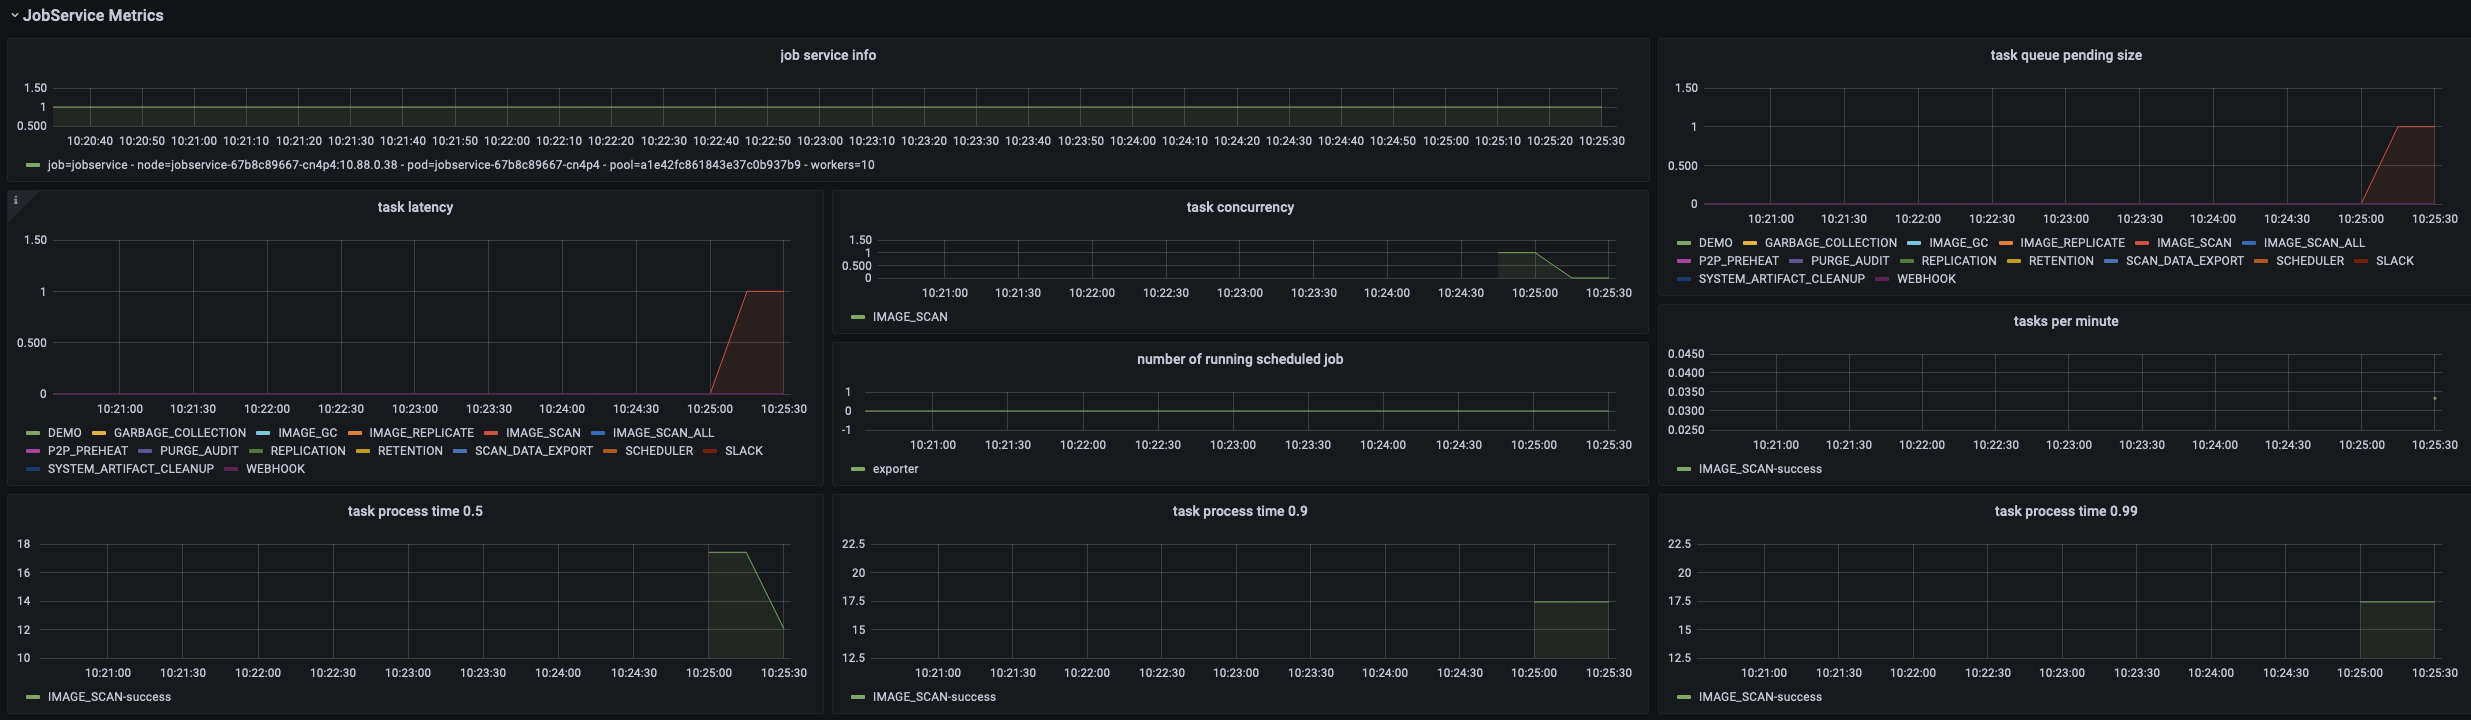 JobService Metrics
job service info
1.50
1
0.500
10:20:40 10:20:50 10:21:00 10:21:10 10:21:20 10:21:30 10:21:40 10:21:50 10:22:00 10:22:10 10:22:20 10:22:30 10:22:40 10:22:50 10:23:00 10:23:10 10:23:20 10:23:30 10:23:40 10:23:50 10:24:00 10:24:10 10:24:20 10:24:30 10:24:40 10:24:50 10:25:00 10:25:10 10:25:20 10:25:30
job=jobservice - node=jobservice-67b8c89667-cn4p4:10.88.0.38 - pod=jobservice-67b8c89667-cn4p4 - pool=a1e42fc861843e37c0b937b9 - workers=10
task queue pending size
1.50
1
0.500
0
10:21:00 10:21:30 10:22:00 10:22:30 10:23:00 10:23:30 10:24:00 10:24:30 10:25:00 10:25:30
DEMO GARBAGE_COLLECTION IMAGE_GC IMAGE_REPLICATE IMAGE_SCAN IMAGE_SCAN_ALL
P2P_PREHEAT PURGE_AUDIT REPLICATION RETENTION SCAN_DATA_EXPORT SCHEDULER SLACK
SYSTEM_ARTIFACT_CLEANUP WEBHOOK
i
task latency
1.50
1
0.500
0
10:21:00 10:21:30 10:22:00 10:22:30 10:23:00 10:23:30 10:24:00 10:24:30 10:25:00 10:25:30
DEMO GARBAGE_COLLECTION IMAGE_GC IMAGE_REPLICATE IMAGE_SCAN IMAGE_SCAN_ALL
P2P_PREHEAT PURGE_AUDIT REPLICATION RETENTION SCAN_DATA_EXPORT SCHEDULER SLACK
SYSTEM_ARTIFACT_CLEANUP WEBHOOK
task concurrency
1.50
1
0.500
0
10:21:00 10:21:30 10:22:00 10:22:30 10:23:00 10:23:30 10:24:00 10:24:30 10:25:00 10:25:30
IMAGE_SCAN
number of running scheduled job
1
0
-1
10:21:00 10:21:30 10:22:00 10:22:30 10:23:00 10:23:30 10:24:00 10:24:30 10:25:00 10:25:30
exporter
tasks per minute
0.0450
0.0400
0.0350
0.0300
0.0250
10:21:00 10:21:30 10:22:00 10:22:30 10:23:00 10:23:30 10:24:00 10:24:30 10:25:00 10:25:30
IMAGE_SCAN-success
task process time 0.5
18
16
14
12
10
10:21:00 10:21:30 10:22:00 10:22:30 10:23:00 10:23:30 10:24:00 10:24:30 10:25:00 10:25:30
IMAGE_SCAN-success
task process time 0.9
22.5
20
17.5
15
12.5
10:21:00 10:21:30 10:22:00 10:22:30 10:23:00 10:23:30 10:24:00 10:24:30 10:25:00 10:25:30
IMAGE_SCAN-success
task process time 0.99
22.5
20
17.5
15
12.5
10:21:00 10:21:30 10:22:00 10:22:30 10:23:00 10:23:30 10:24:00 10:24:30 10:25:00 10:25:30
IMAGE_SCAN-success